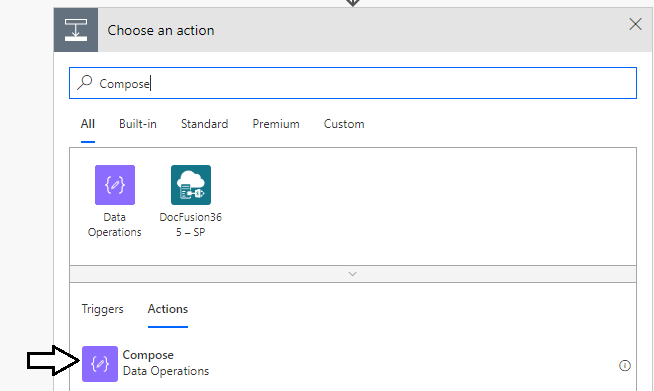 Choose an action
Compose
All Built-in Standard Premium Custom
Data
Operations
DocFusion36
5 – SP
Triggers Actions
Compose
Data Operations